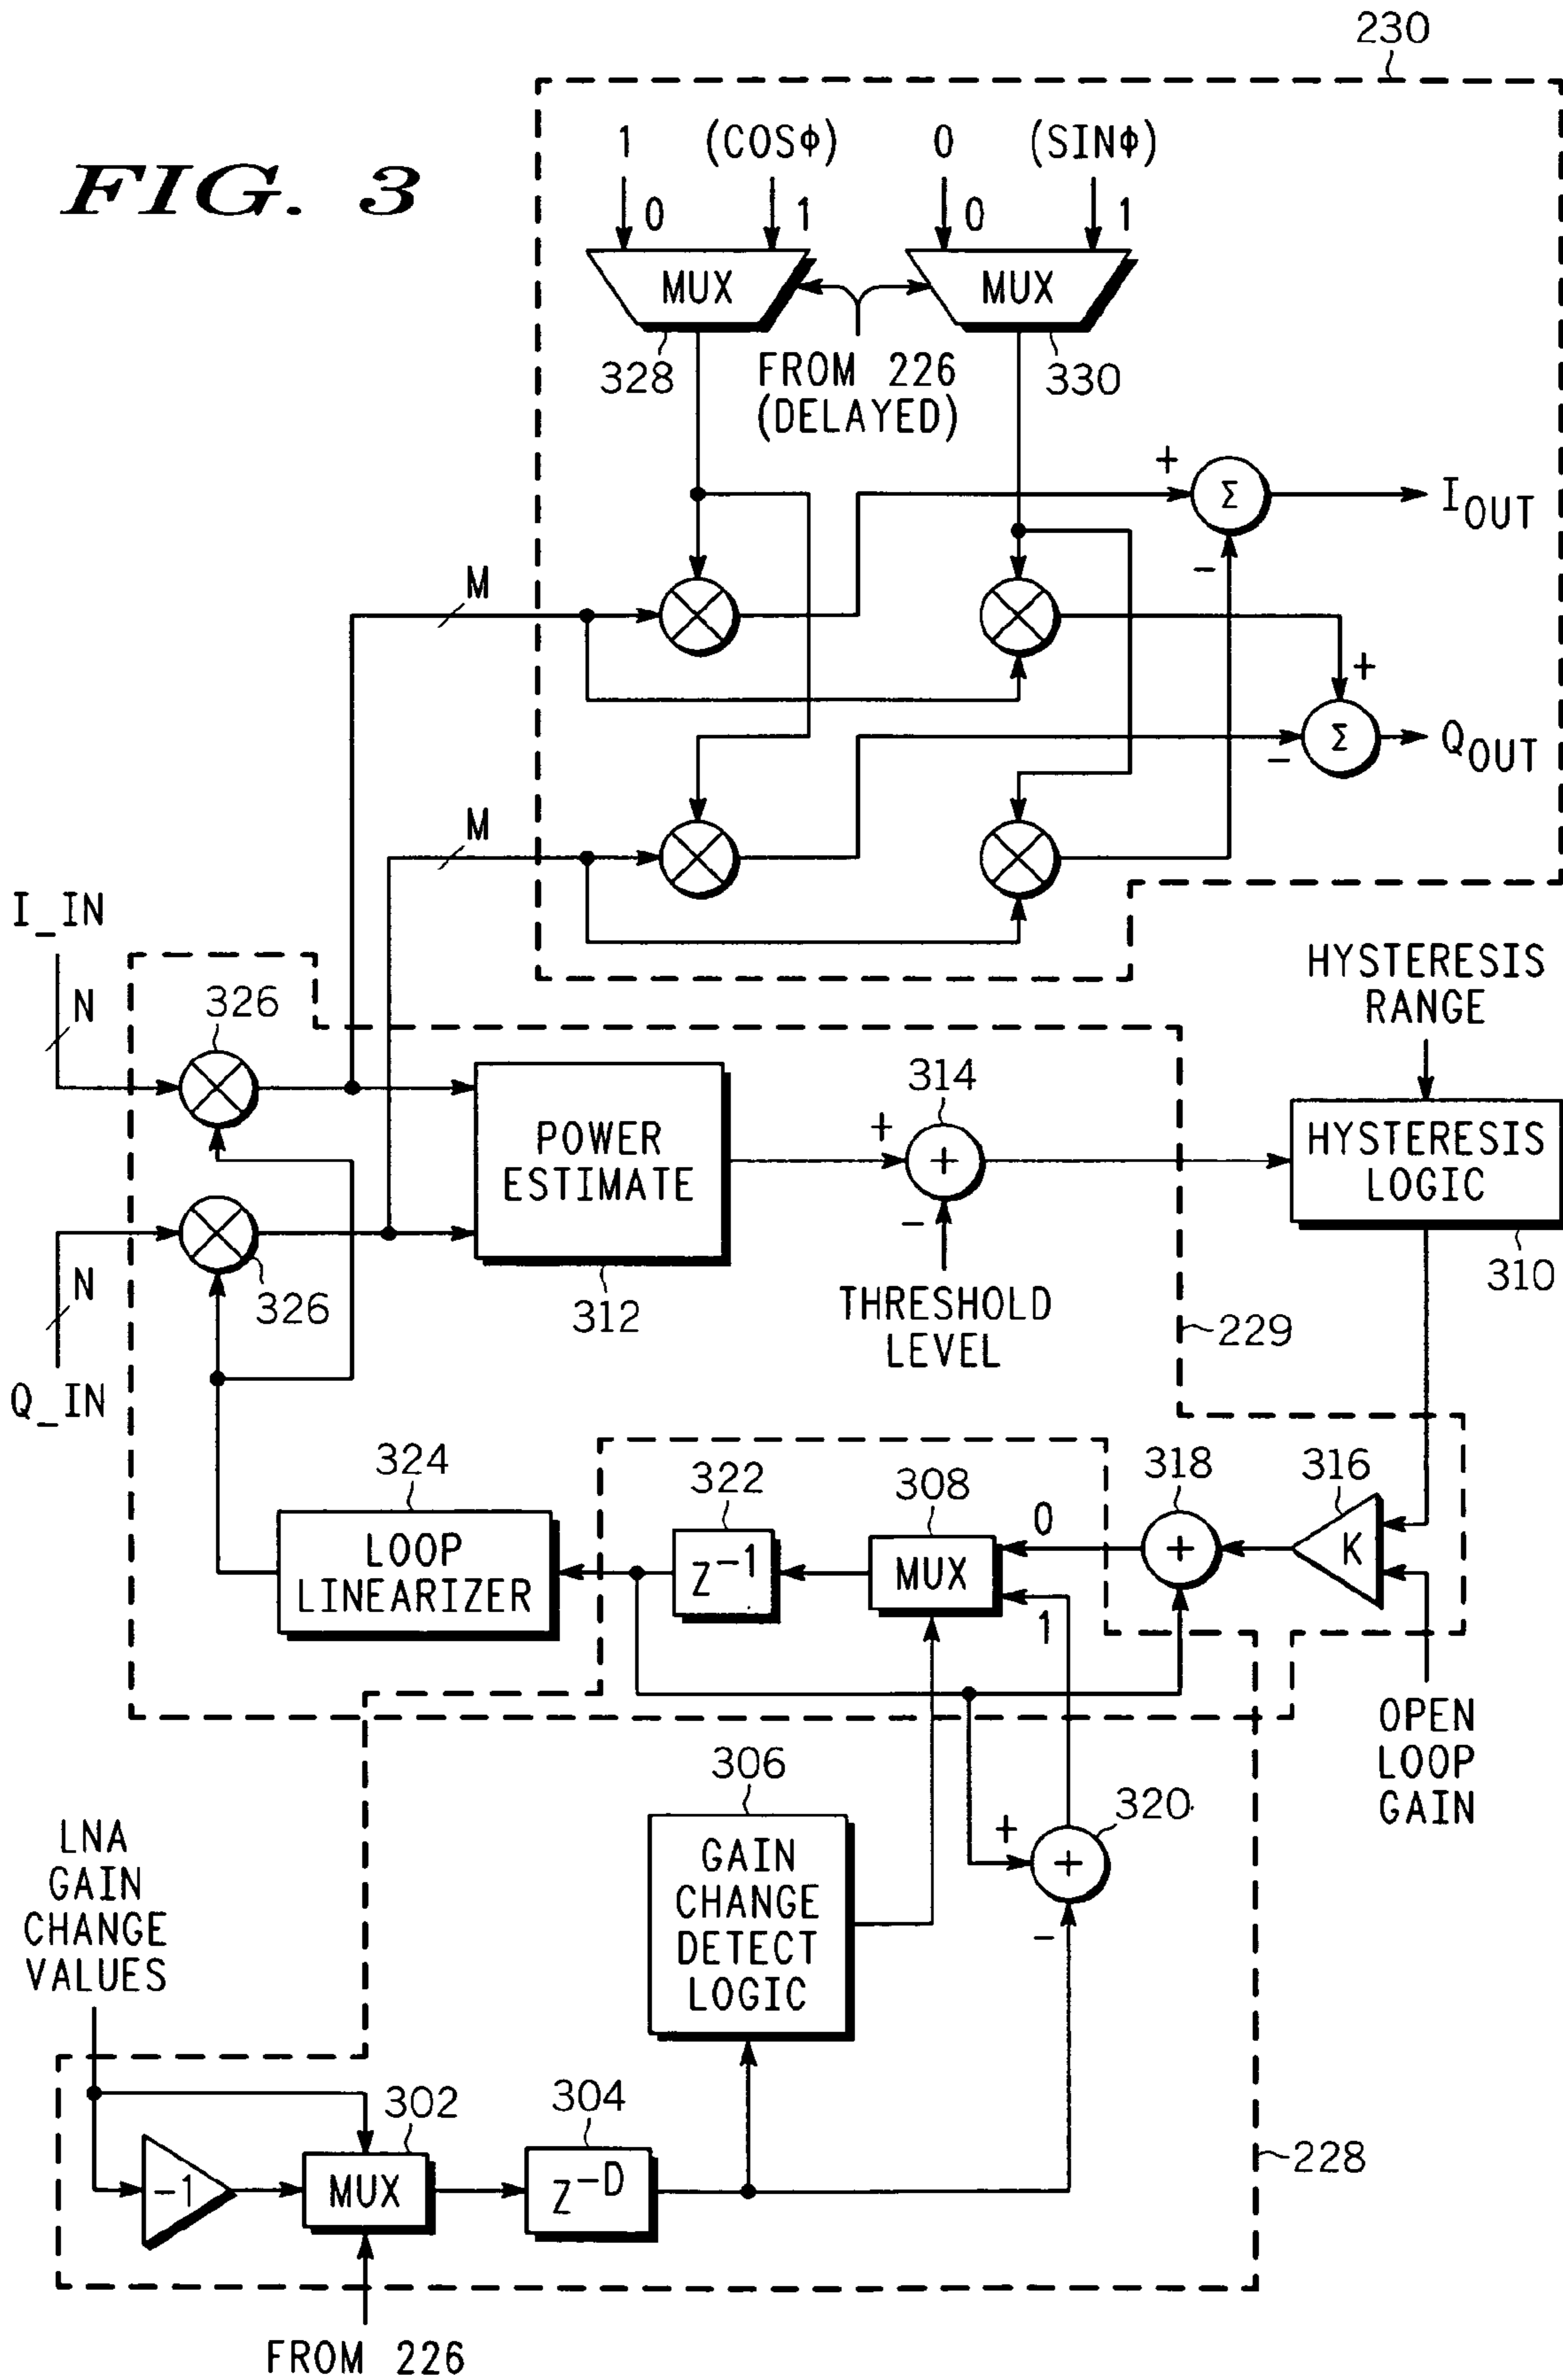 FIG. 3
230
1 (COSΦ) 0 (SINΦ)
0 1 0 1
MUX MUX
328 FROM 226 330
(DELAYED)
+
Σ I OUT
-
M
+
Σ Q OUT
-
M
I_IN
N
326
HYSTERESIS
RANGE
POWER
ESTIMATE
312
314
+
+
-
THRESHOLD
LEVEL
HYSTERESIS
LOGIC
310
326
N
Q_IN
229
324
LOOP
LINEARIZER
322
Z⁻¹
308
MUX
0
1
318
+
316
K
OPEN
LOOP
GAIN
306
GAIN
CHANGE
DETECT
LOGIC
320
+
+
-
LNA
GAIN
CHANGE
VALUES
-1
302
MUX
304
Z⁻ᴰ
228
FROM 226